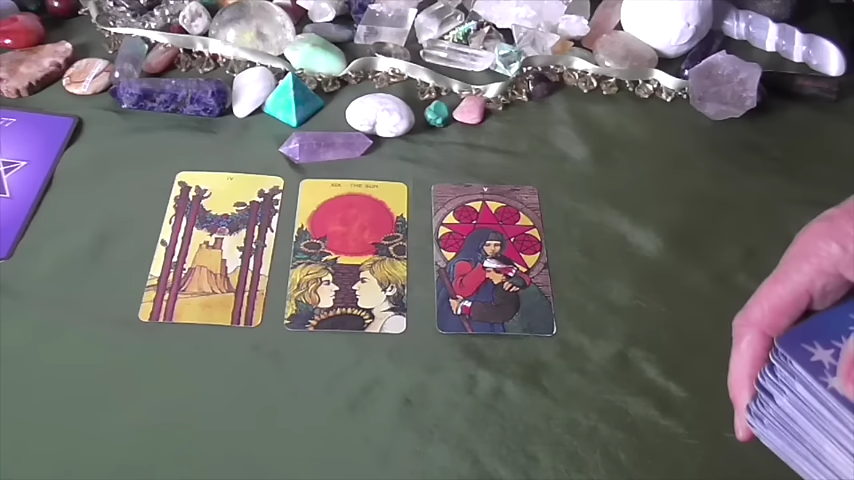 IV
XIX THE SUN
V